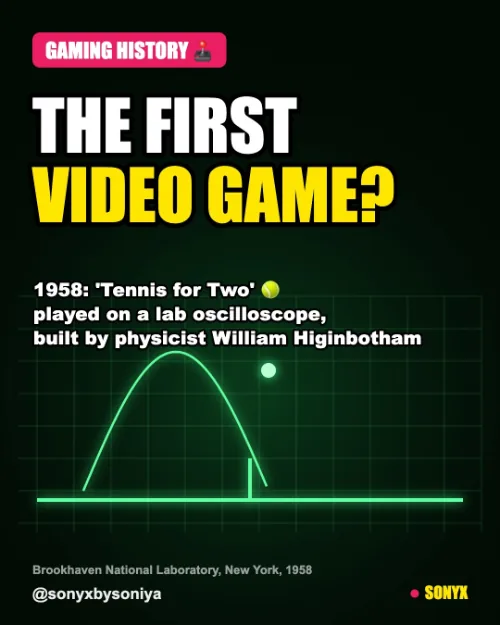 GAMING HISTORY 🕹️
THE FIRST
VIDEO GAME?
1958: 'Tennis for Two' 🎾
played on a lab oscilloscope,
built by physicist William Higinbotham
Brookhaven National Laboratory, New York, 1958
@sonyxbysoniya
SONYX